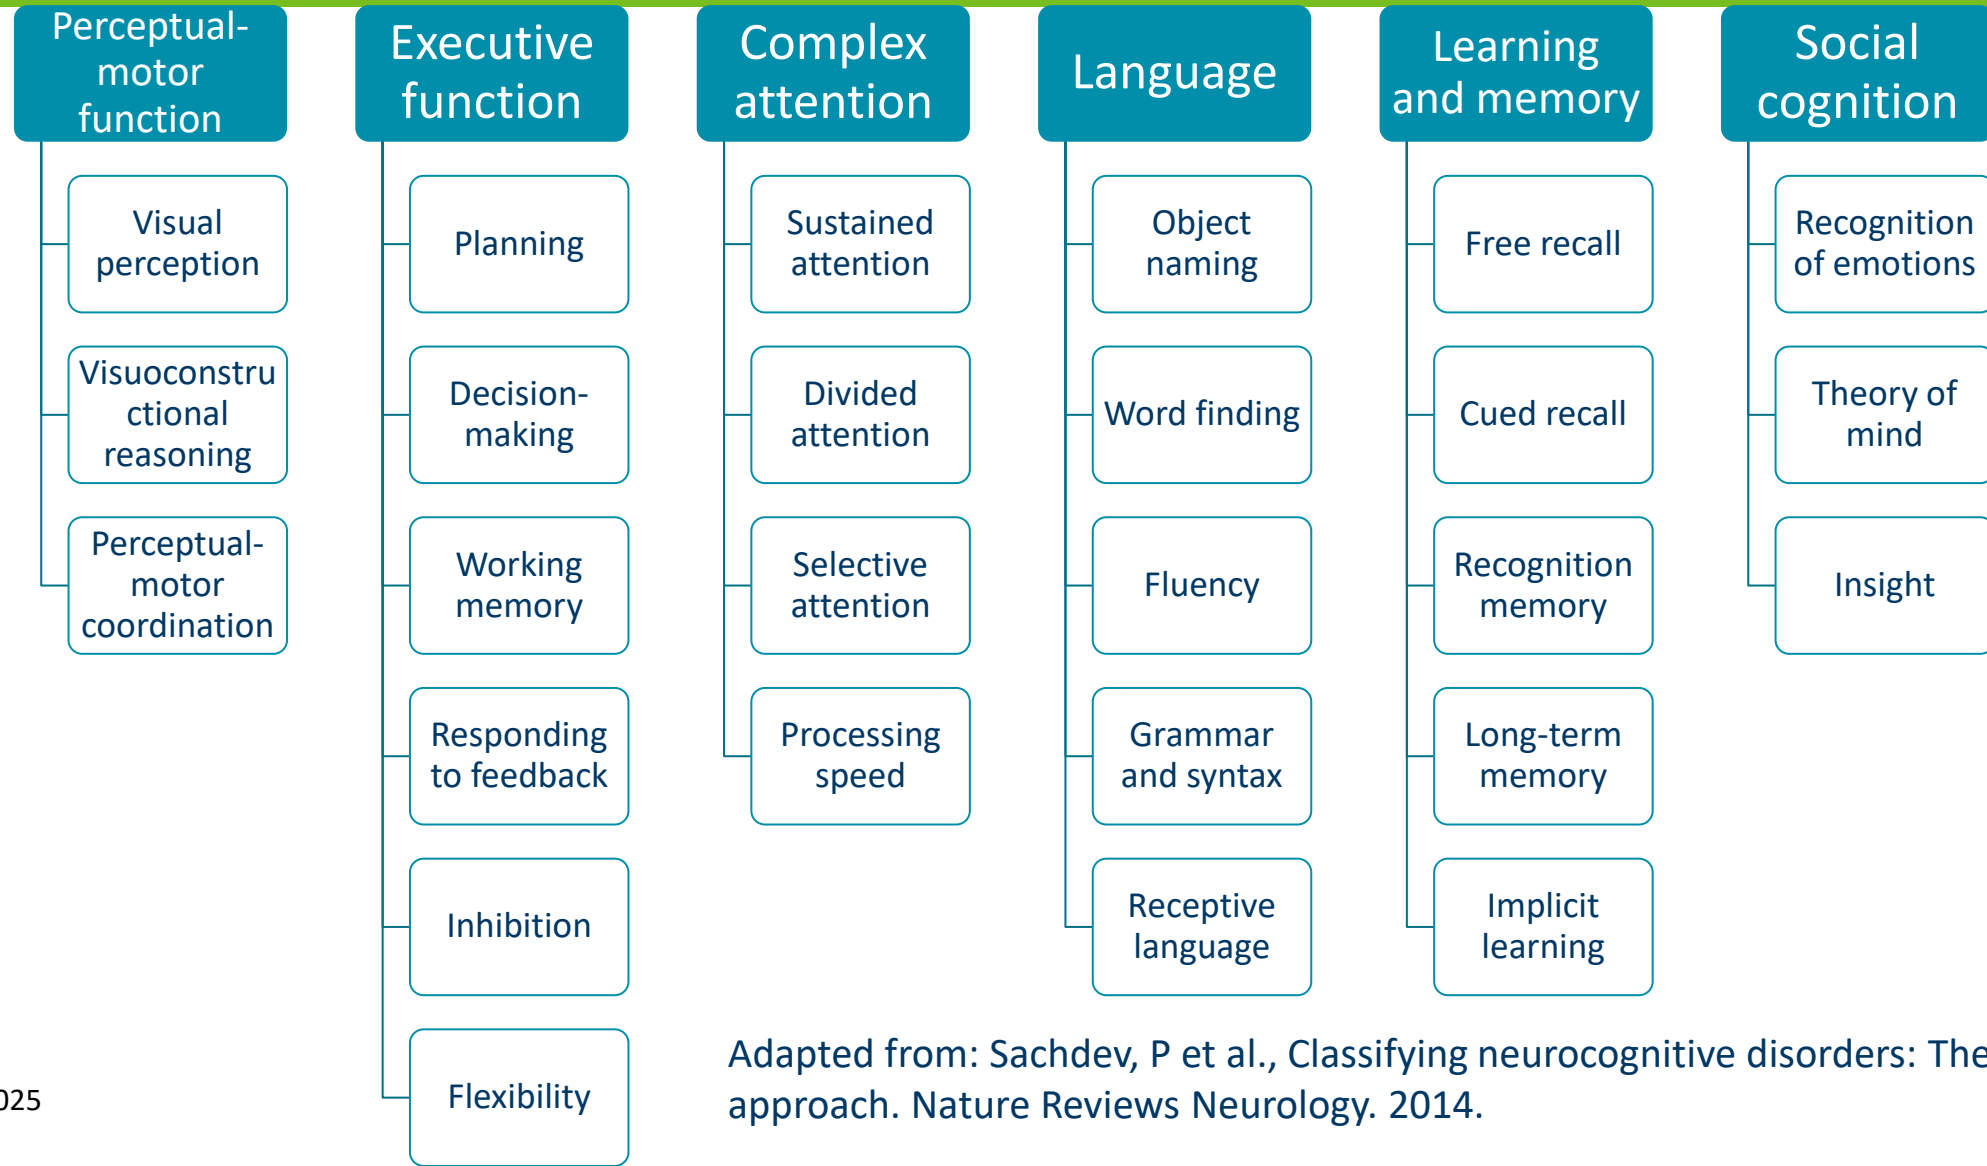 Perceptual-
motor
function
Visual
perception
Visuoconstru
ctional
reasoning
Perceptual-
motor
coordination
Executive
function
Planning
Decision-
making
Working
memory
Responding
to feedback
Inhibition
Flexibility
Complex
attention
Sustained
attention
Divided
attention
Selective
attention
Processing
speed
Language
Object
naming
Word finding
Fluency
Grammar
and syntax
Receptive
language
Learning
and memory
Free recall
Cued recall
Recognition
memory
Long-term
memory
Implicit
learning
Social
cognition
Recognition
of emotions
Theory of
mind
Insight
Adapted from: Sachdev, P et al., Classifying neurocognitive disorders: The
approach. Nature Reviews Neurology. 2014.
025